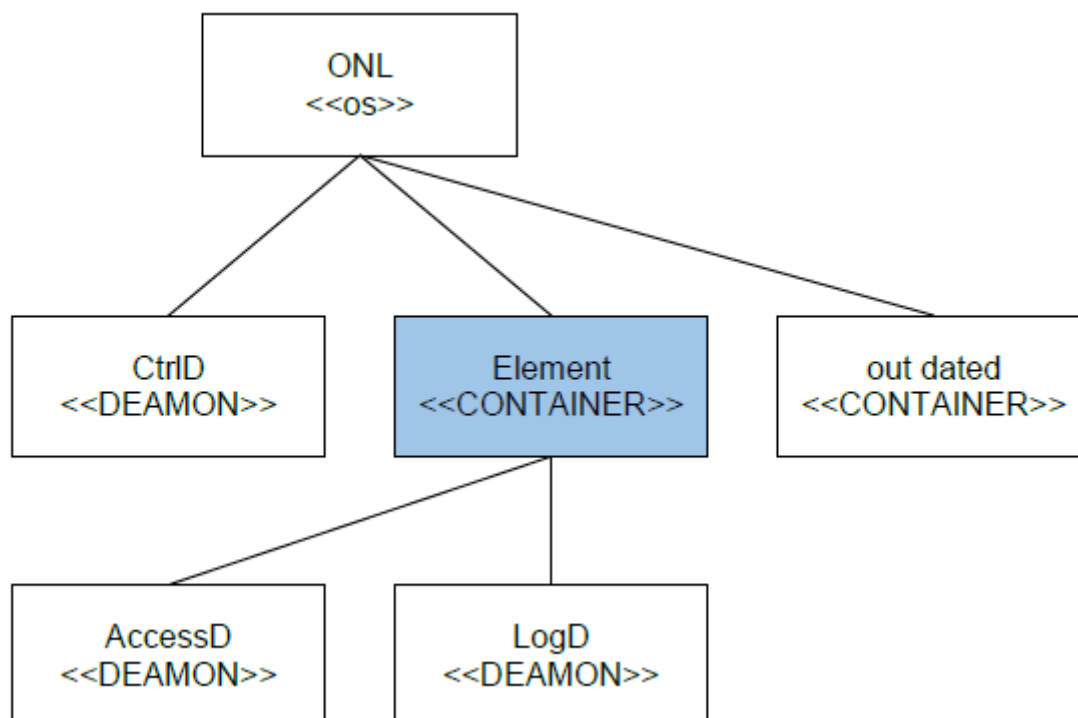 ONL
<<os>>
CtrlD
<<DEAMON>>
Element
<<CONTAINER>>
out dated
<<CONTAINER>>
AccessD
<<DEAMON>>
LogD
<<DEAMON>>